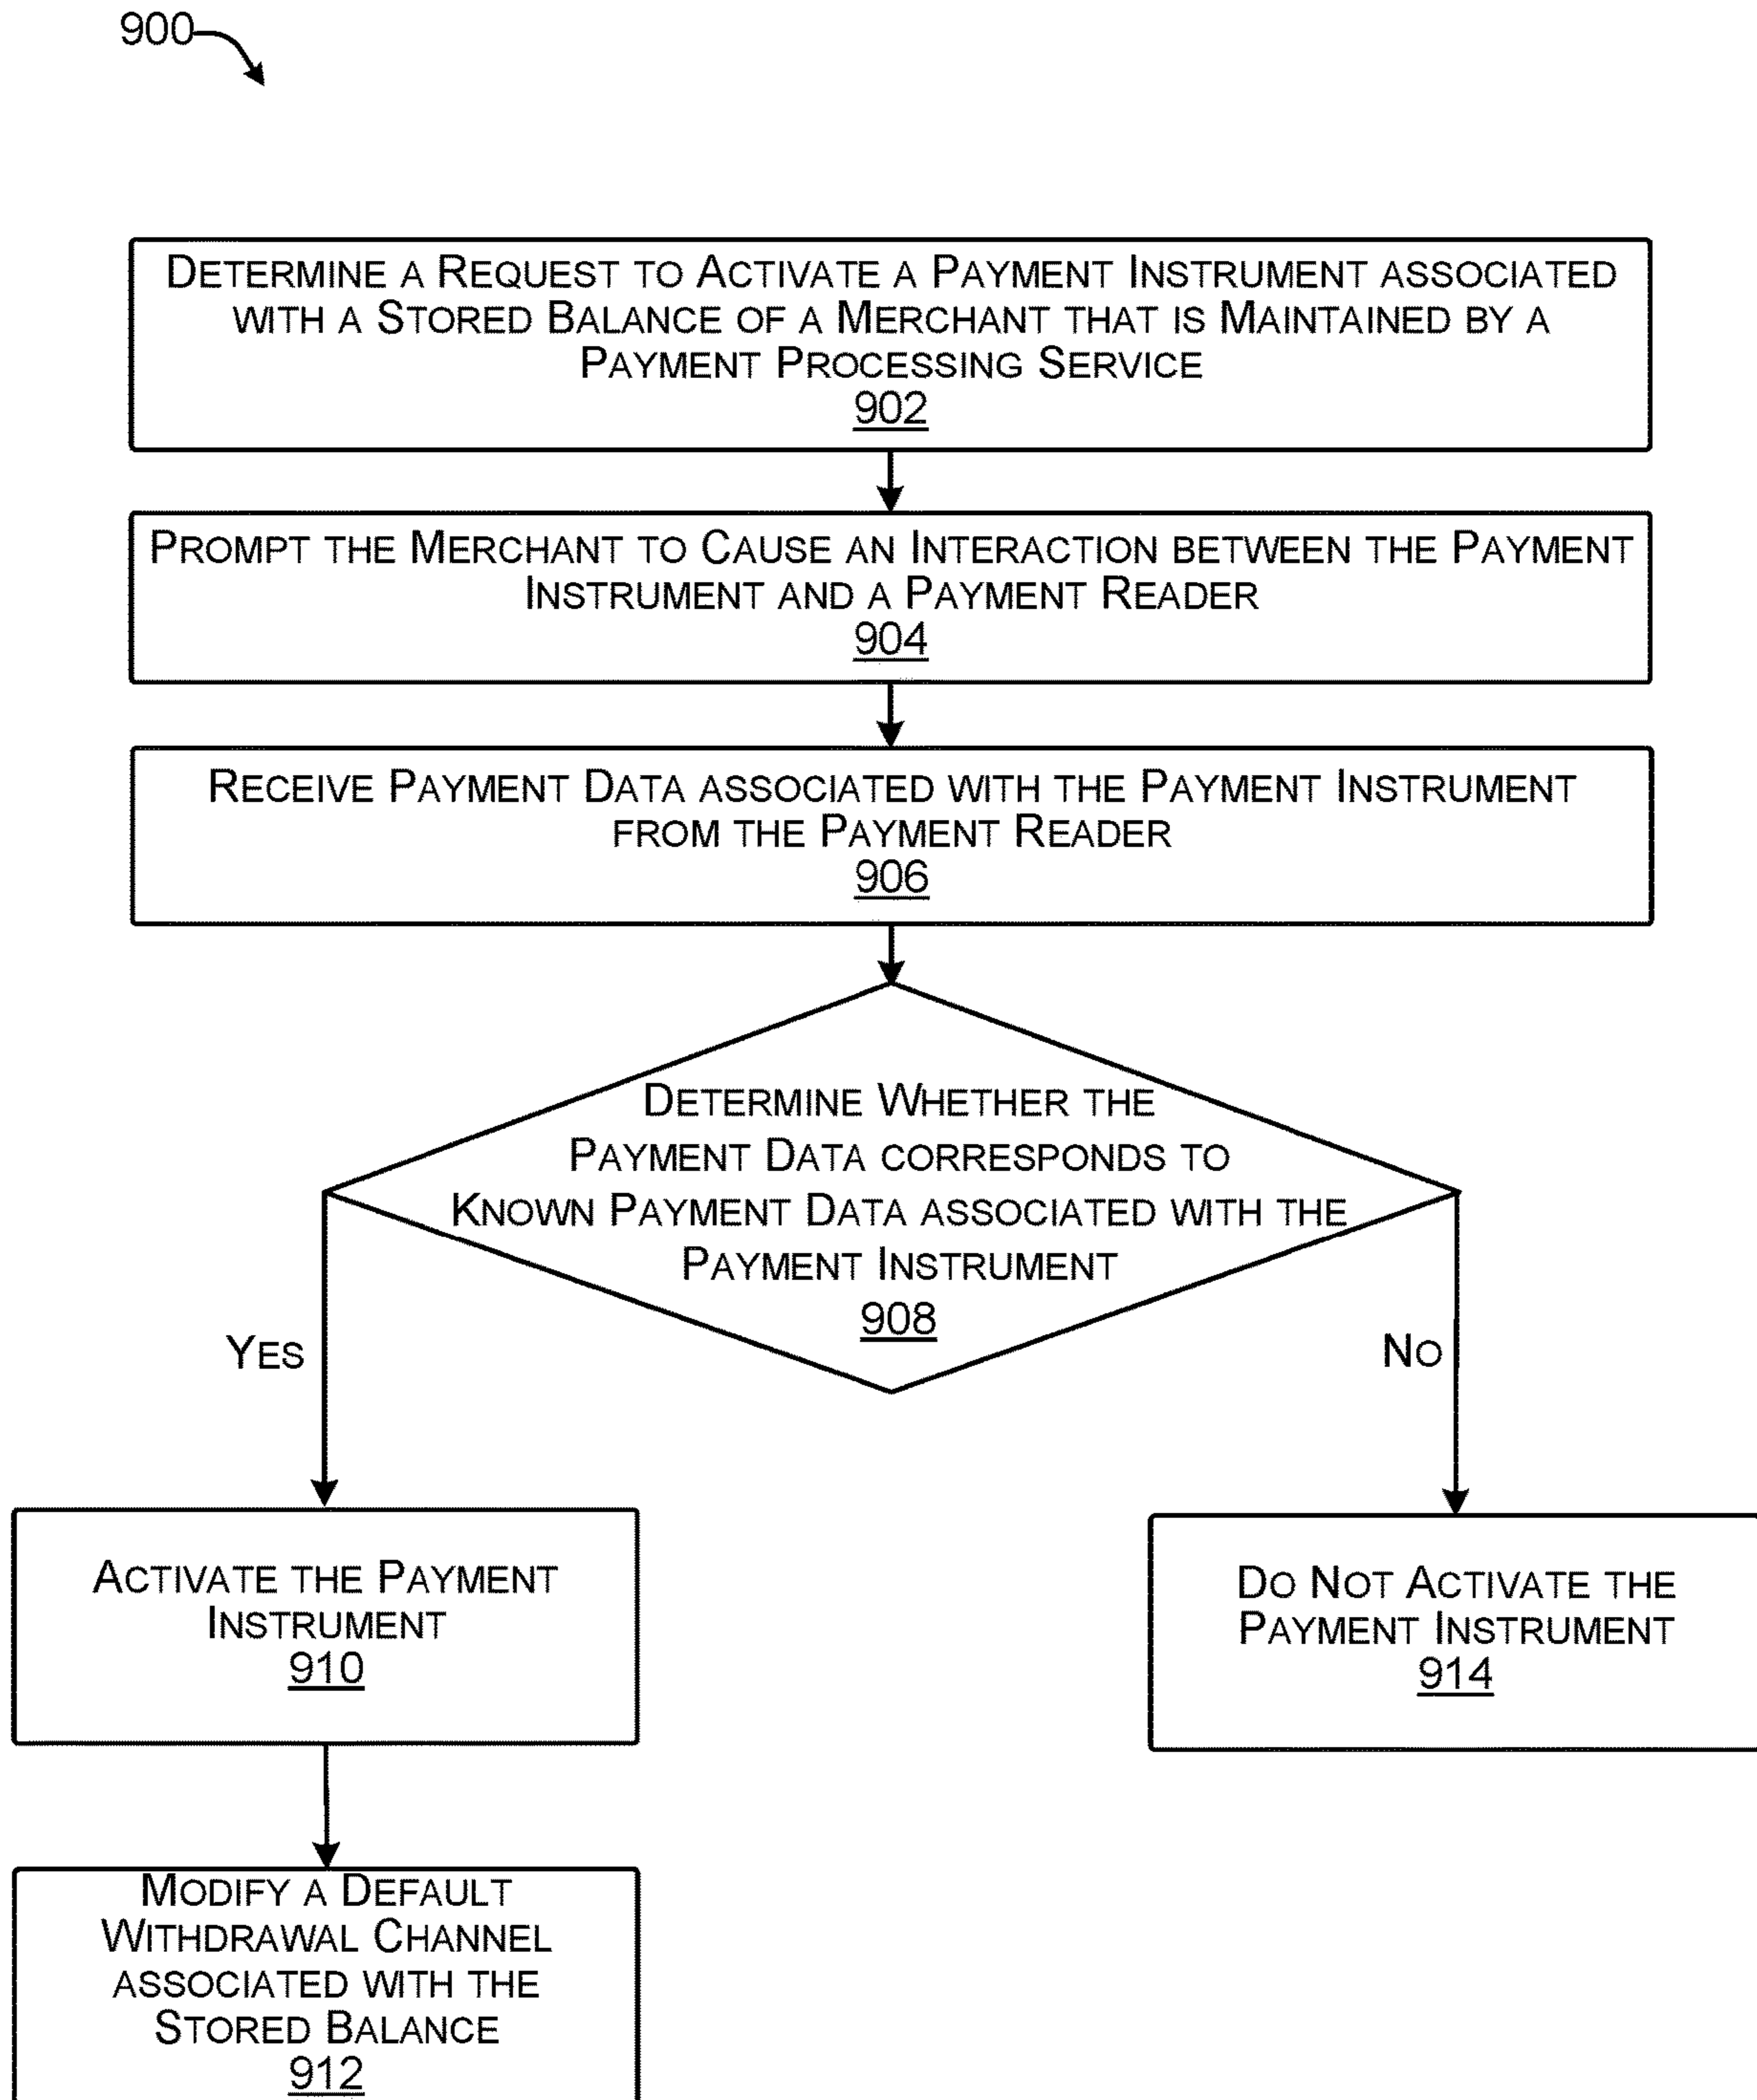 900
Determine a Request to Activate a Payment Instrument associated
with a Stored Balance of a Merchant that is Maintained by a
Payment Processing Service
902
Prompt the Merchant to Cause an Interaction between the Payment
Instrument and a Payment Reader
904
Receive Payment Data associated with the Payment Instrument
from the Payment Reader
906
Determine Whether the
Payment Data corresponds to
Known Payment Data associated with the
Payment Instrument
908
Yes
No
Activate the Payment
Instrument
910
Do Not Activate the
Payment Instrument
914
Modify a Default
Withdrawal Channel
associated with the
Stored Balance
912